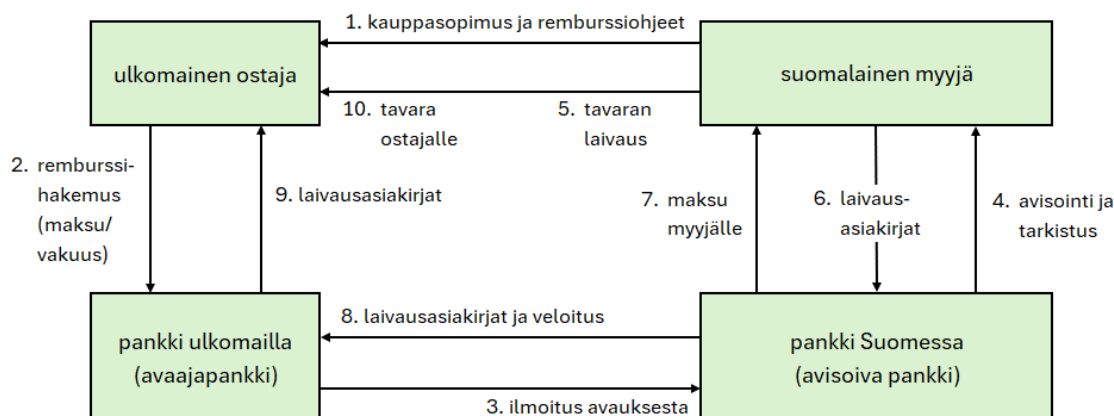 1. kauppasopimus ja remburssiohjeet
ulkomainen ostaja
suomalainen myyjä
10. tavara
ostajalle
5. tavaran
laivaus
2. remburssi-
hakemus
(maksu/
vakuus)
9. laivausasiakirjat
7. maksu
myyjälle
6. laivaus-
asiakirjat
4. avisointi ja
tarkistus
8. laivausasiakirjat ja veloitus
pankki ulkomailla
(avaajapankki)
pankki Suomessa
(avisoiva pankki)
3. ilmoitus avauksesta